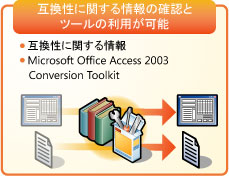 互換性に関する情報の確認と
ツールの利用が可能
● 互換性に関する情報
● Microsoft Office Access 2003
Conversion Toolkit